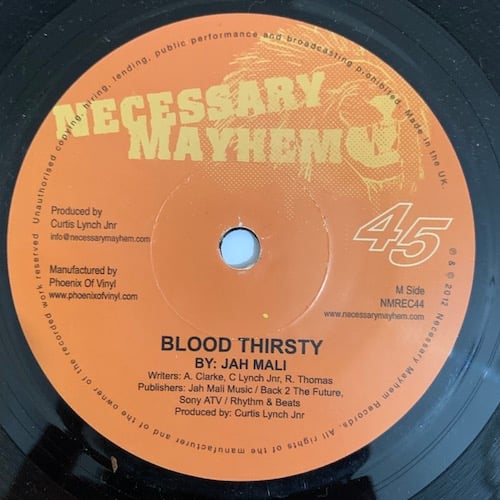 NECESSARY
MAYHEM
Produced by
Curtis Lynch Jnr
info@necessarymayhem.com
Manufactured by
Phoenix Of Vinyl
www.phoenixofvinyl.com
45
M Side
NMREC44
www.necessarymayhem.com
BLOOD THIRSTY
BY: JAH MALI
Writers: A. Clarke, C Lynch Jnr, R. Thomas
Publishers: Jah Mali Music / Back 2 The Future,
Sony ATV / Rhythm & Beats
Produced by: Curtis Lynch Jnr
℗ & © 2012 Necessary Mayhem Records. All rights of the manufacturer and of the owner of the recorded work reserved. Unauthorised copying, hiring, lending, public performance and broadcasting prohibited. Made in the UK.